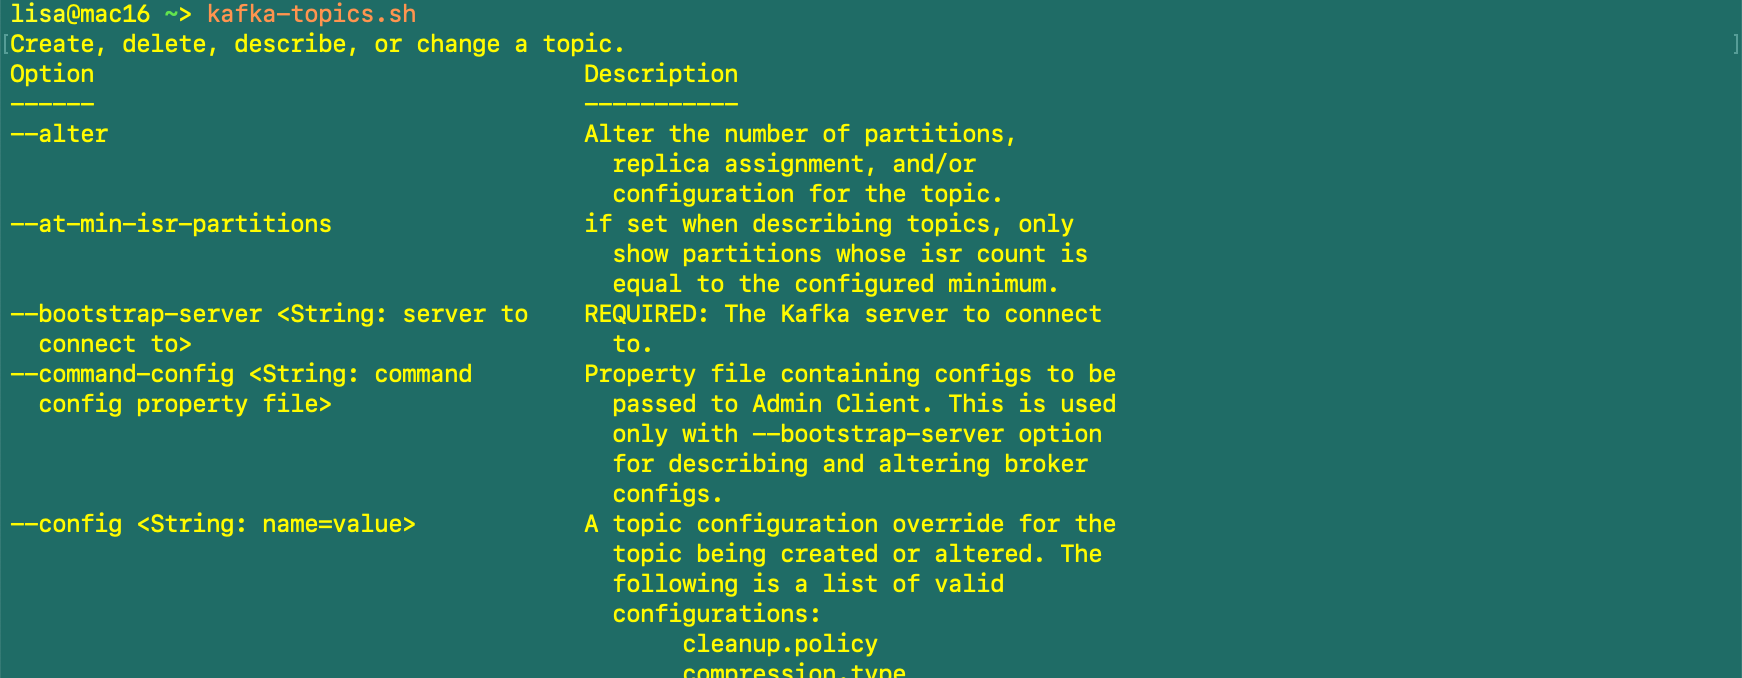 lisa@mac16 ~> kafka-topics.sh
[Create, delete, describe, or change a topic. ]
Option Description
------ -----------
--alter Alter the number of partitions,
replica assignment, and/or
configuration for the topic.
--at-min-isr-partitions if set when describing topics, only
show partitions whose isr count is
equal to the configured minimum.
--bootstrap-server <String: server to REQUIRED: The Kafka server to connect
connect to> to.
--command-config <String: command Property file containing configs to be
config property file> passed to Admin Client. This is used
only with --bootstrap-server option
for describing and altering broker
configs.
--config <String: name=value> A topic configuration override for the
topic being created or altered. The
following is a list of valid
configurations:
cleanup.policy
compression.type